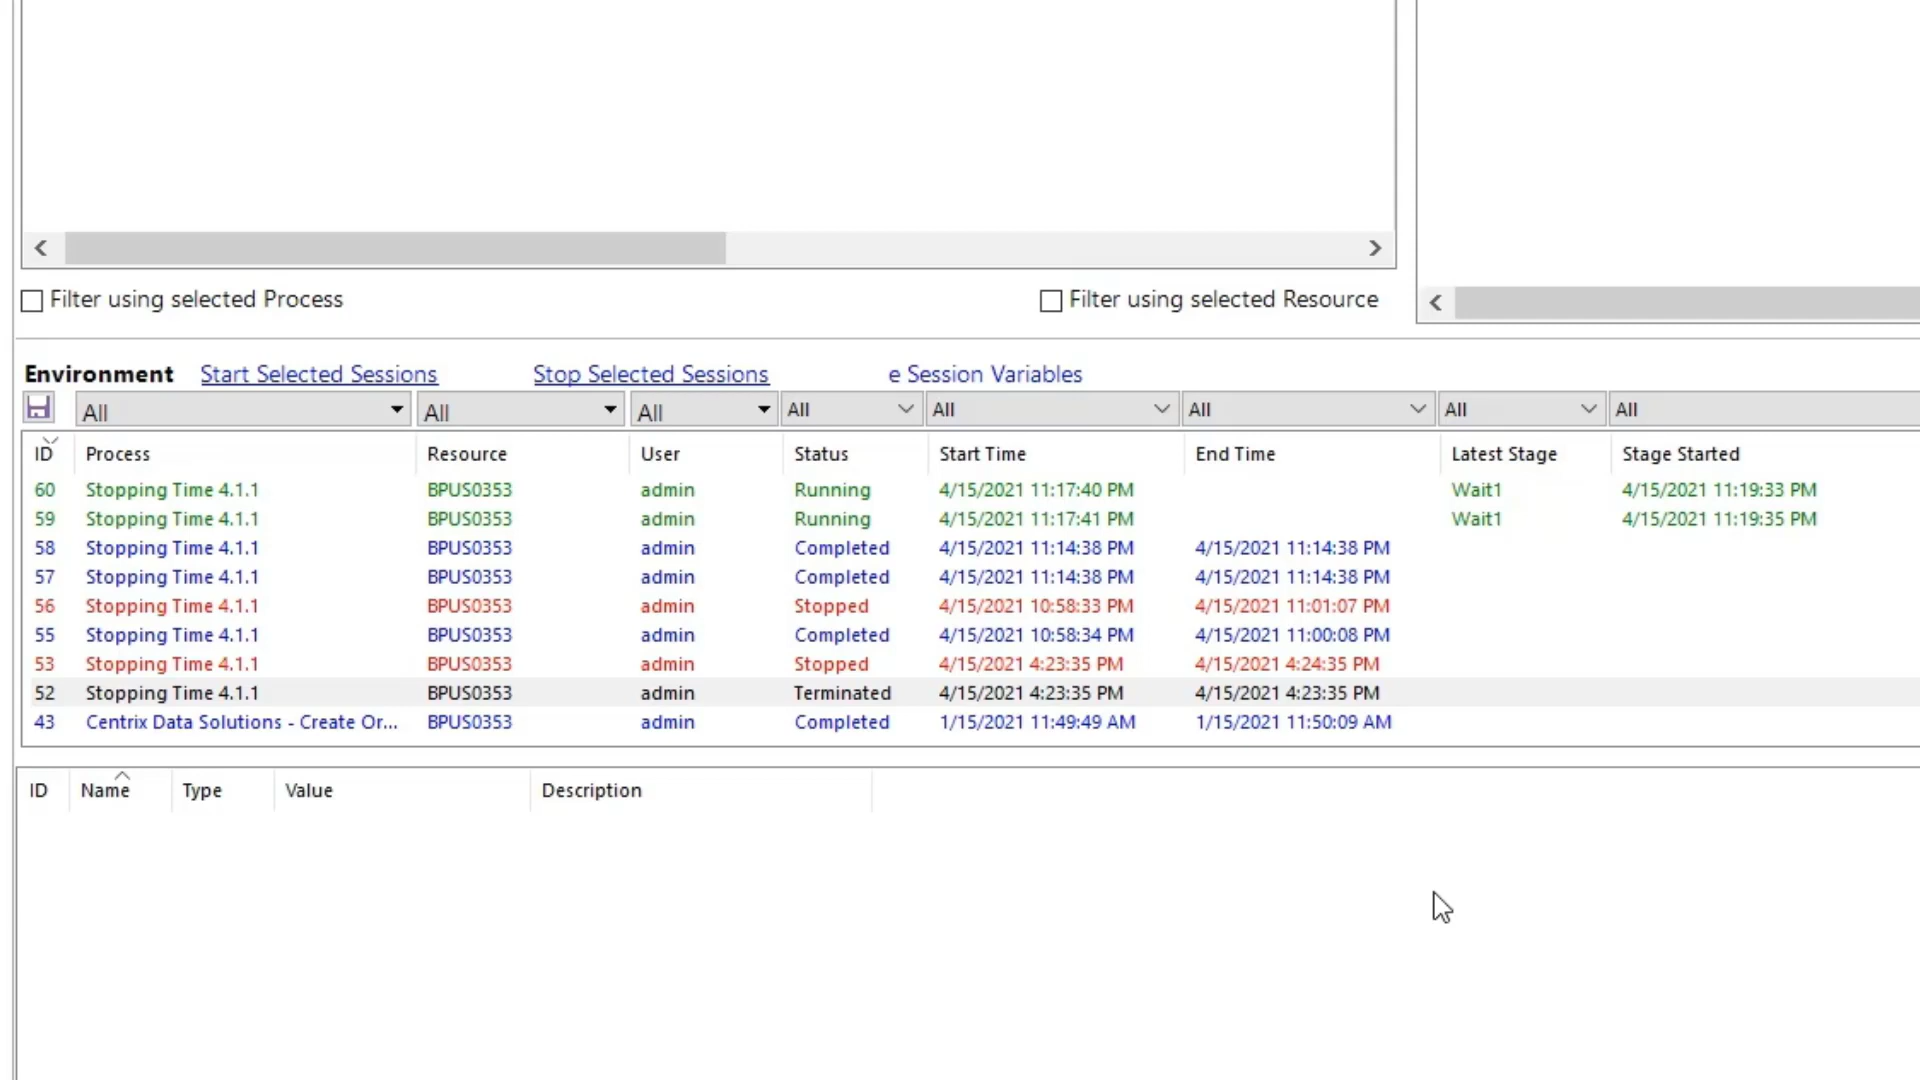 Filter using selected Process
Filter using selected Resource
Environment Start Selected Sessions Stop Selected Sessions e Session Variables
All All All All All All All All
ID Process Resource User Status Start Time End Time Latest Stage Stage Started
60 Stopping Time 4.1.1 BPUS0353 admin Running 4/15/2021 11:17:40 PM Wait1 4/15/2021 11:19:33 PM
59 Stopping Time 4.1.1 BPUS0353 admin Running 4/15/2021 11:17:41 PM Wait1 4/15/2021 11:19:35 PM
58 Stopping Time 4.1.1 BPUS0353 admin Completed 4/15/2021 11:14:38 PM 4/15/2021 11:14:38 PM
57 Stopping Time 4.1.1 BPUS0353 admin Completed 4/15/2021 11:14:38 PM 4/15/2021 11:14:38 PM
56 Stopping Time 4.1.1 BPUS0353 admin Stopped 4/15/2021 10:58:33 PM 4/15/2021 11:01:07 PM
55 Stopping Time 4.1.1 BPUS0353 admin Completed 4/15/2021 10:58:34 PM 4/15/2021 11:00:08 PM
53 Stopping Time 4.1.1 BPUS0353 admin Stopped 4/15/2021 4:23:35 PM 4/15/2021 4:24:35 PM
52 Stopping Time 4.1.1 BPUS0353 admin Terminated 4/15/2021 4:23:35 PM 4/15/2021 4:23:35 PM
43 Centrix Data Solutions - Create Or... BPUS0353 admin Completed 1/15/2021 11:49:49 AM 1/15/2021 11:50:09 AM
ID Name Type Value Description